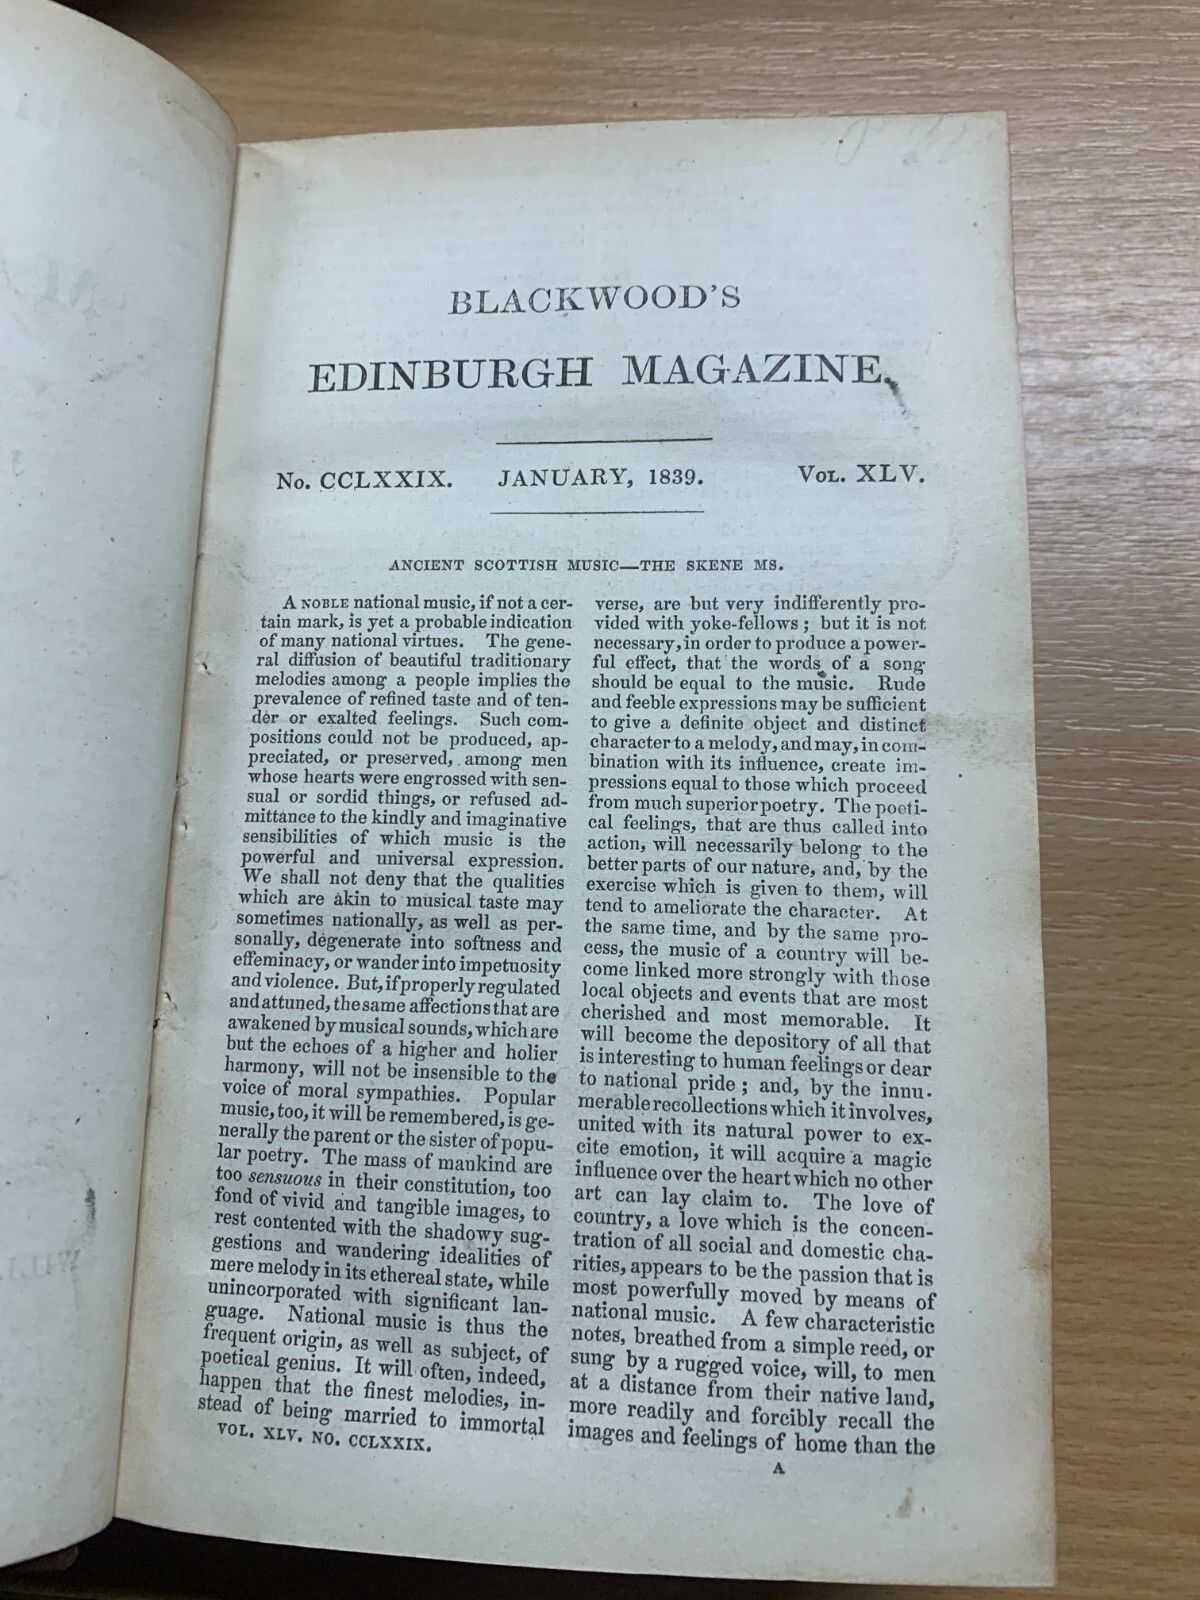 BLACKWOOD'S
EDINBURGH MAGAZINE.
No. CCLXXIX. JANUARY, 1839. VOL. XLV.
ANCIENT SCOTTISH MUSIC—THE SKENE MS.
A NOBLE national music, if not a cer-
tain mark, is yet a probable indication
of many national virtues. The gene-
ral diffusion of beautiful traditionary
melodies among a people implies the
prevalence of refined taste and of ten-
der or exalted feelings. Such com-
positions could not be produced, ap-
preciated, or preserved, among men
whose hearts were engrossed with sen-
sual or sordid things, or refused ad-
mittance to the kindly and imaginative
sensibilities of which music is the
powerful and universal expression.
We shall not deny that the qualities
which are akin to musical taste may
sometimes nationally, as well as per-
sonally, degenerate into softness and
effeminacy, or wander into impetuosity
and violence. But, if properly regulated
and attuned, the same affections that are
awakened by musical sounds, which are
but the echoes of a higher and holier
harmony, will not be insensible to the
voice of moral sympathies. Popular
music, too, it will be remembered, is ge-
nerally the parent or the sister of popu-
lar poetry. The mass of mankind are
too sensuous in their constitution, too
fond of vivid and tangible images, to
rest contented with the shadowy sug-
gestions and wandering idealities of
mere melody in its ethereal state, while
unincorporated with significant lan-
guage. National music is thus the
frequent origin, as well as subject, of
poetical genius. It will often, indeed,
happen that the finest melodies, in-
stead of being married to immortal
VOL. XLV. NO. CCLXXIX.
verse, are but very indifferently pro-
vided with yoke-fellows; but it is not
necessary, in order to produce a power-
ful effect, that the words of a song
should be equal to the music. Rude
and feeble expressions may be sufficient
to give a definite object and distinct
character to a melody, and may, in com-
bination with its influence, create im-
pressions equal to those which proceed
from much superior poetry. The poeti-
cal feelings, that are thus called into
action, will necessarily belong to the
better parts of our nature, and, by the
exercise which is given to them, will
tend to ameliorate the character. At
the same time, and by the same pro-
cess, the music of a country will be-
come linked more strongly with those
local objects and events that are most
cherished and most memorable. It
will become the depository of all that
is interesting to human feelings or dear
to national pride; and, by the innu-
merable recollections which it involves,
united with its natural power to ex-
cite emotion, it will acquire a magic
influence over the heart which no other
art can lay claim to. The love of
country, a love which is the concen-
tration of all social and domestic cha-
rities, appears to be the passion that is
most powerfully moved by means of
national music. A few characteristic
notes, breathed from a simple reed, or
sung by a rugged voice, will, to men
at a distance from their native land,
more readily and forcibly recall the
images and feelings of home than the
A